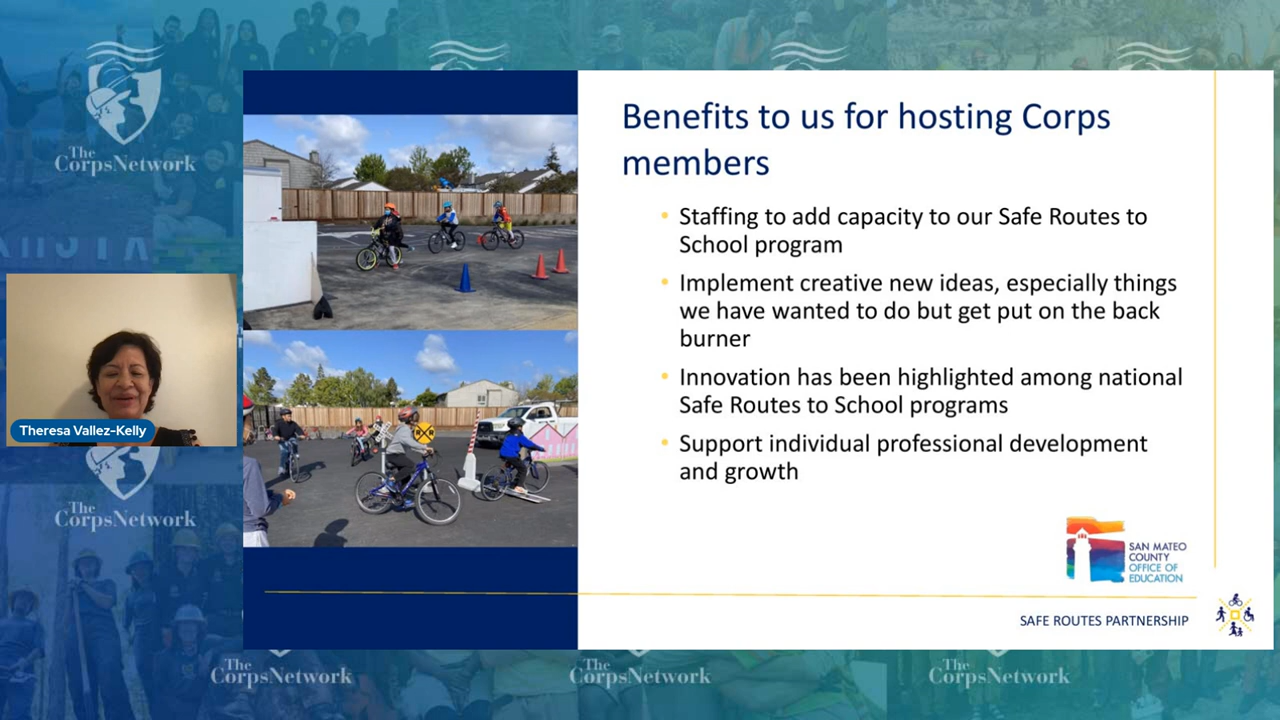 The
CorpsNetwork
Theresa Vallez-Kelly
The
CorpsNetwork
Benefits to us for hosting Corps
members
• Staffing to add capacity to our Safe Routes to
School program
• Implement creative new ideas, especially things
we have wanted to do but get put on the back
burner
• Innovation has been highlighted among national
Safe Routes to School programs
• Support individual professional development
and growth
R R
SAN MATEO
COUNTY
OFFICE OF
EDUCATION
SAFE ROUTES PARTNERSHIP
The
CorpsNetwork
The
CorpsNetwork
The
CorpsNetwork